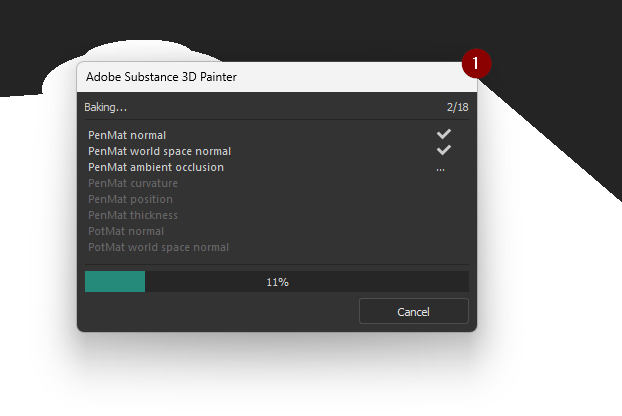 1
Adobe Substance 3D Painter
Baking... 2/18
PenMat normal
PenMat world space normal
PenMat ambient occlusion ...
PenMat curvature
PenMat position
PenMat thickness
PotMat normal
PotMat world space normal
11%
Cancel